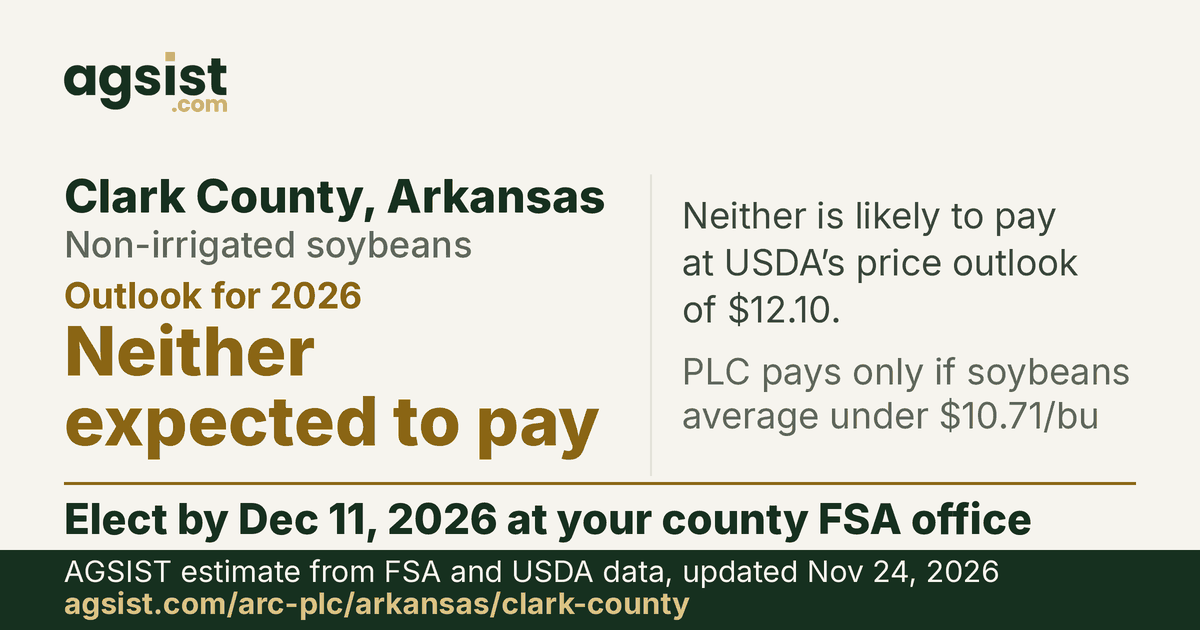 agsist
.com
Clark County, Arkansas
Non-irrigated soybeans
Outlook for 2026
Neither
expected to pay
Neither is likely to pay
at USDA’s price outlook
of $12.10.
PLC pays only if soybeans
average under $10.71/bu
Elect by Dec 11, 2026 at your county FSA office
AGSIST estimate from FSA and USDA data, updated Nov 24, 2026
agsist.com/arc-plc/arkansas/clark-county